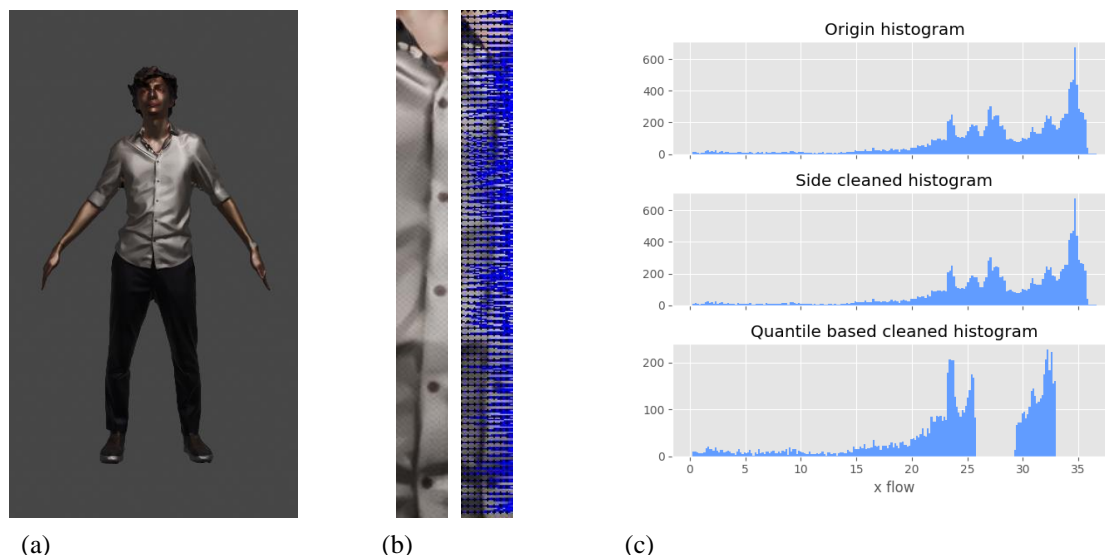 Origin histogram
600
400
200
0
Side cleaned histogram
600
400
200
0
Quantile based cleaned histogram
200
100
0
0 5 10 15 20 25 30 35
x flow
(a) (b) (c)